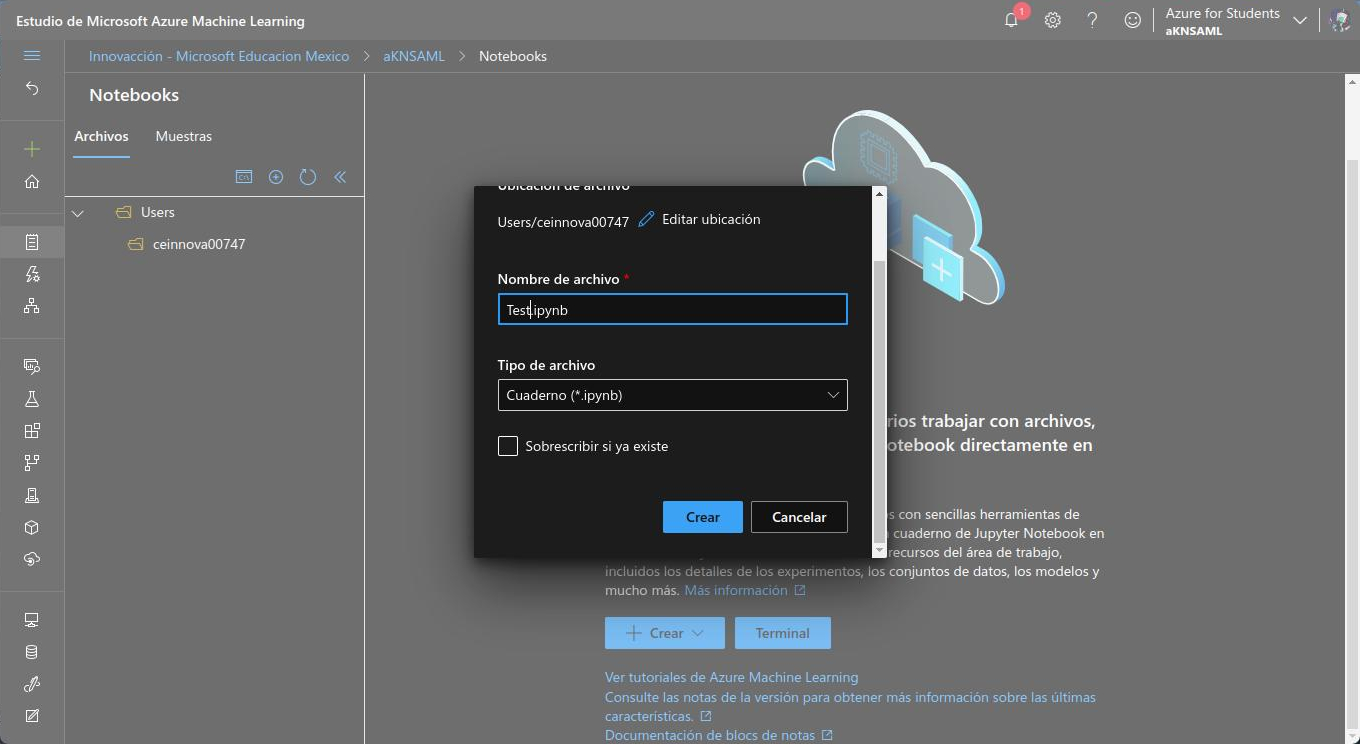 Estudio de Microsoft Azure Machine Learning
1
Azure for Students
aKNSAML
Innovacción - Microsoft Educacion Mexico > aKNSAML > Notebooks
Notebooks
Archivos Muestras
Users
ceinnova00747
Ubicación de archivo
Users/ceinnova00747 Editar ubicación
Nombre de archivo *
Test.ipynb
Tipo de archivo
Cuaderno (*.ipynb)
Sobrescribir si ya existe
Crear Cancelar
rios trabajar con archivos,
otebook directamente en
s con sencillas herramientas de
cuaderno de Jupyter Notebook en
recursos del área de trabajo,
incluidos los detalles de los experimentos, los conjuntos de datos, los modelos y
mucho más. Más información
Crear Terminal
Ver tutoriales de Azure Machine Learning
Consulte las notas de la versión para obtener más información sobre las últimas
características.
Documentación de blocs de notas